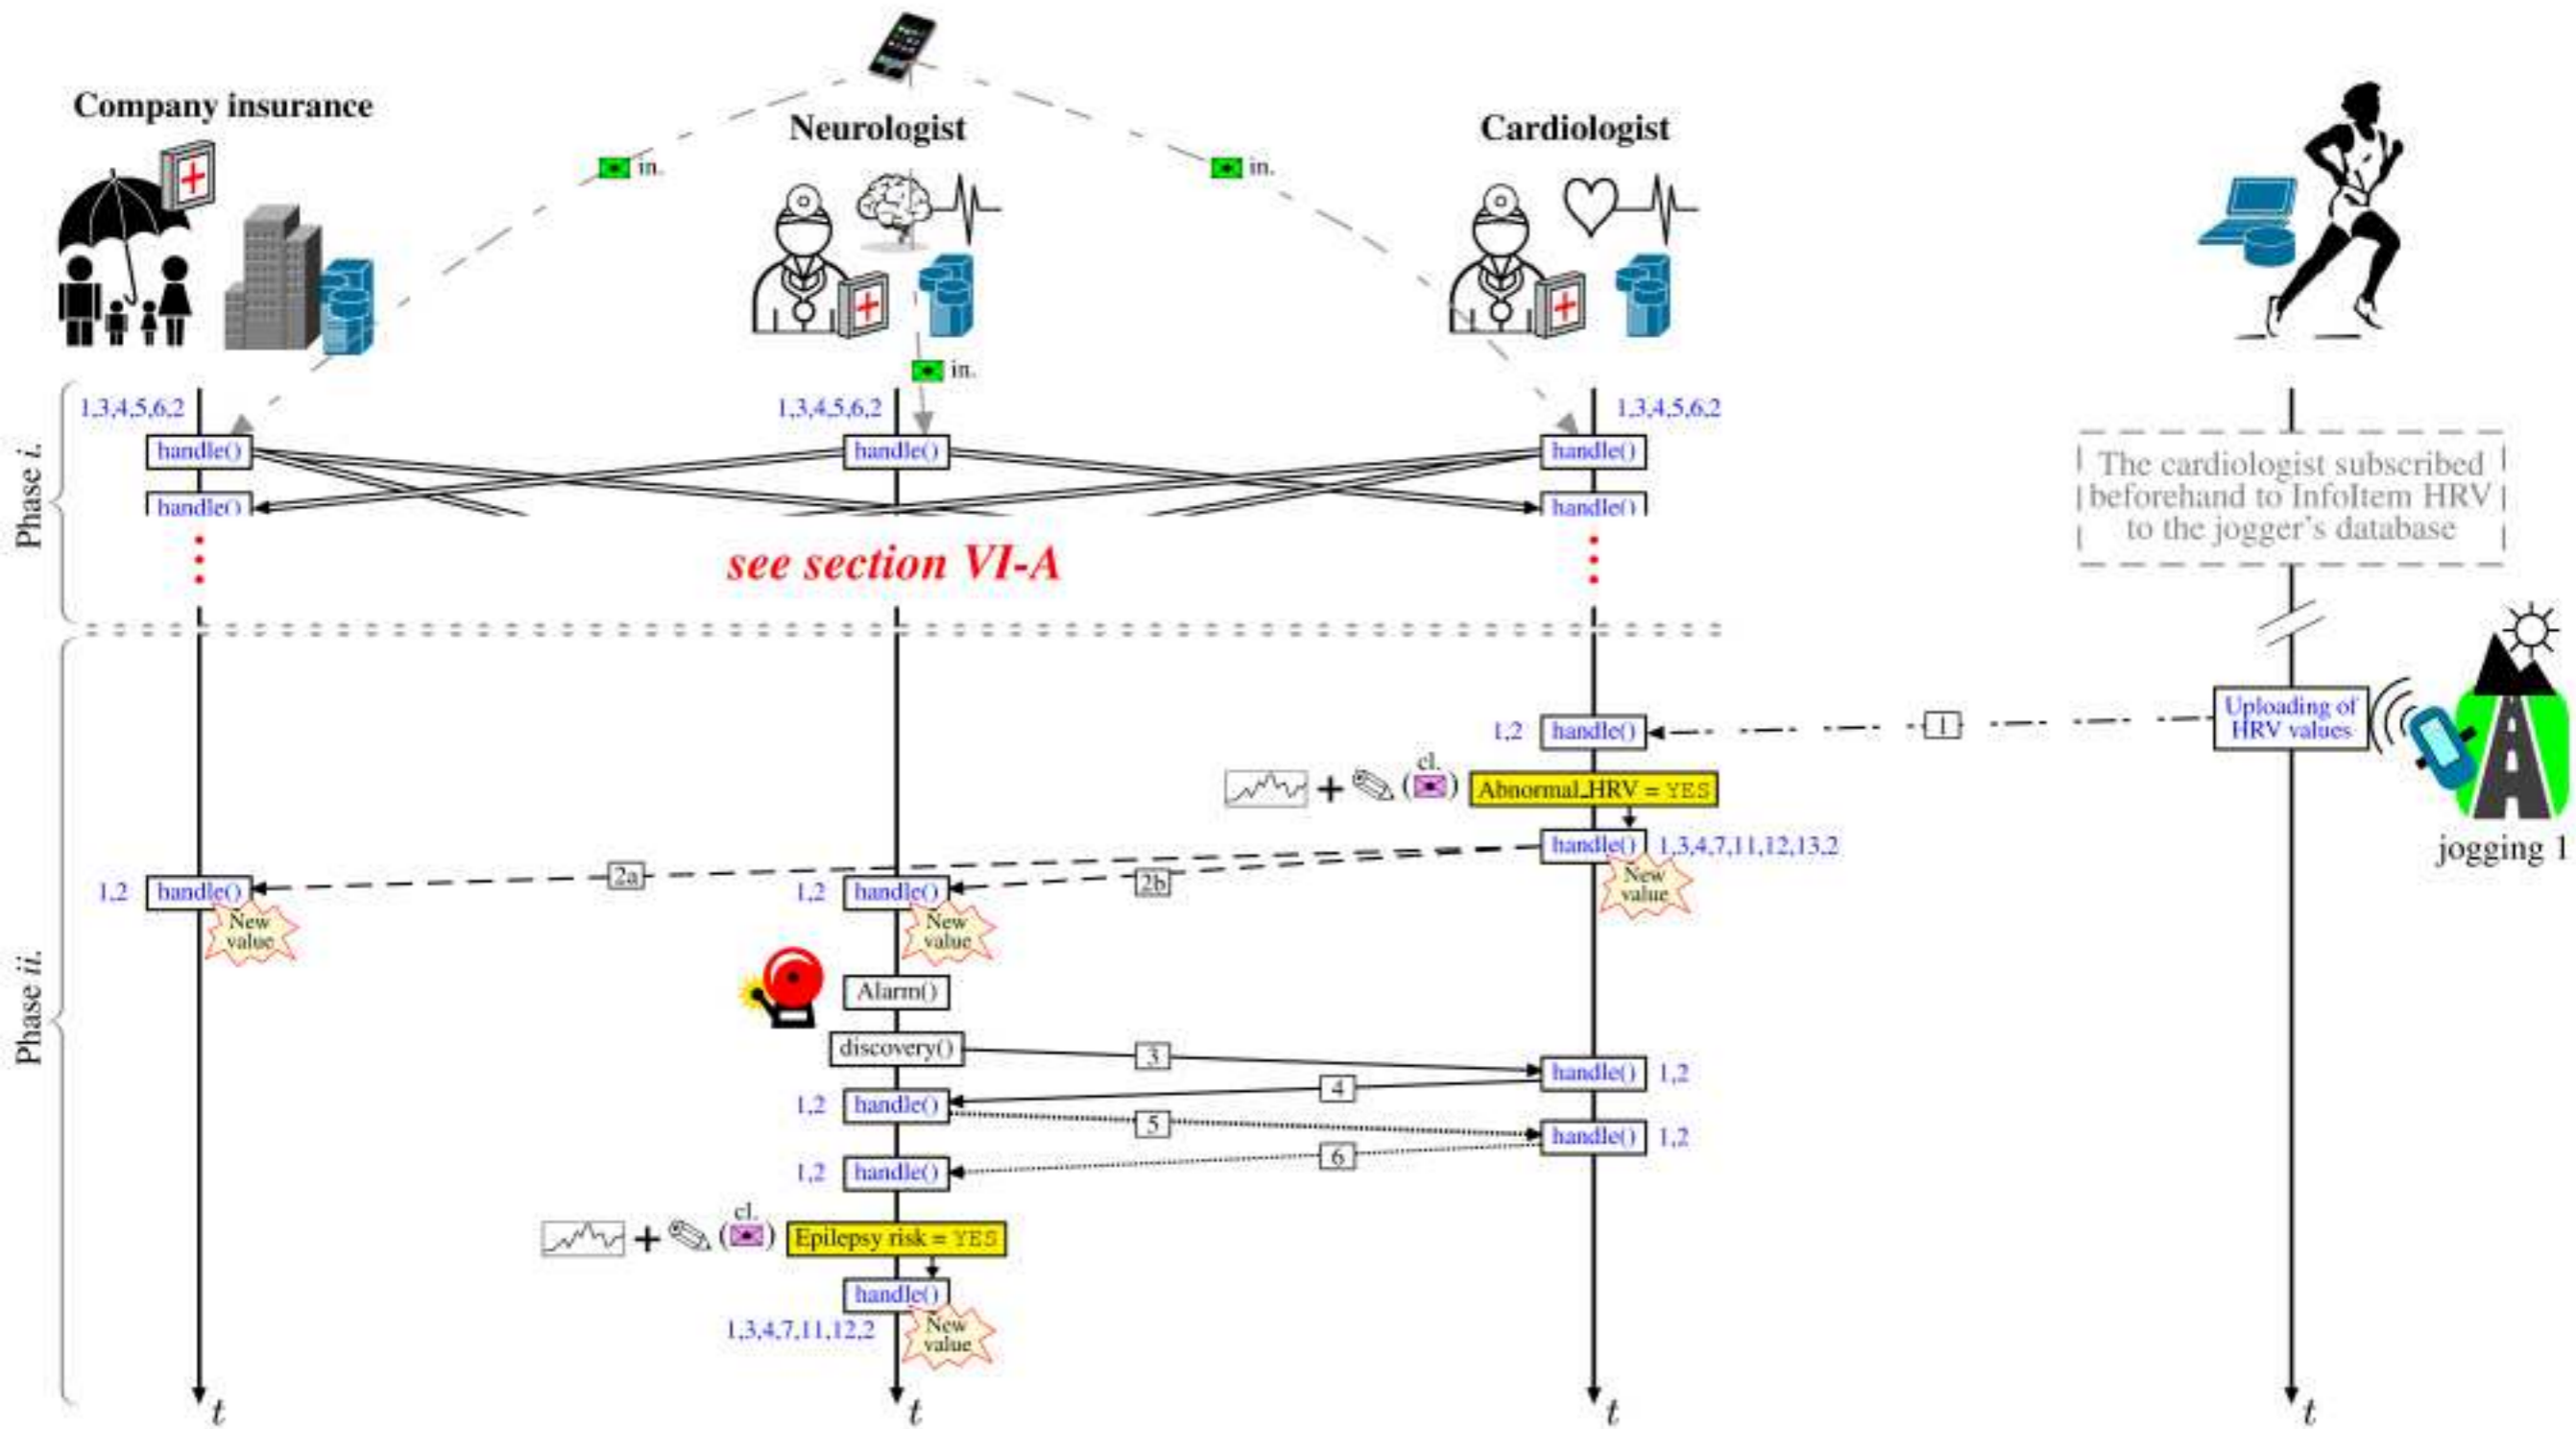 Company insurance
Neurologist
Cardiologist
in.
in.
in.
1,3,4,5,6,2
1,3,4,5,6,2
1,3,4,5,6,2
handle()
handle()
handle()
handle()
handle()
Phase i.
The cardiologist subscribed
beforehand to InfoItem HRV
to the jogger's database
see section VI-A
Uploading of
HRV values
1
1,2
handle()
jogging 1
cl.
Abnormal_HRV = YES
handle()
1,3,4,7,11,12,13,2
New
value
2a
2b
1,2
handle()
New
value
1,2
handle()
New
value
Phase ii.
Alarm()
discovery()
3
handle()
1,2
4
1,2
handle()
5
handle()
1,2
6
1,2
handle()
cl.
Epilepsy risk = YES
handle()
1,3,4,7,11,12,2
New
value
t
t
t
t